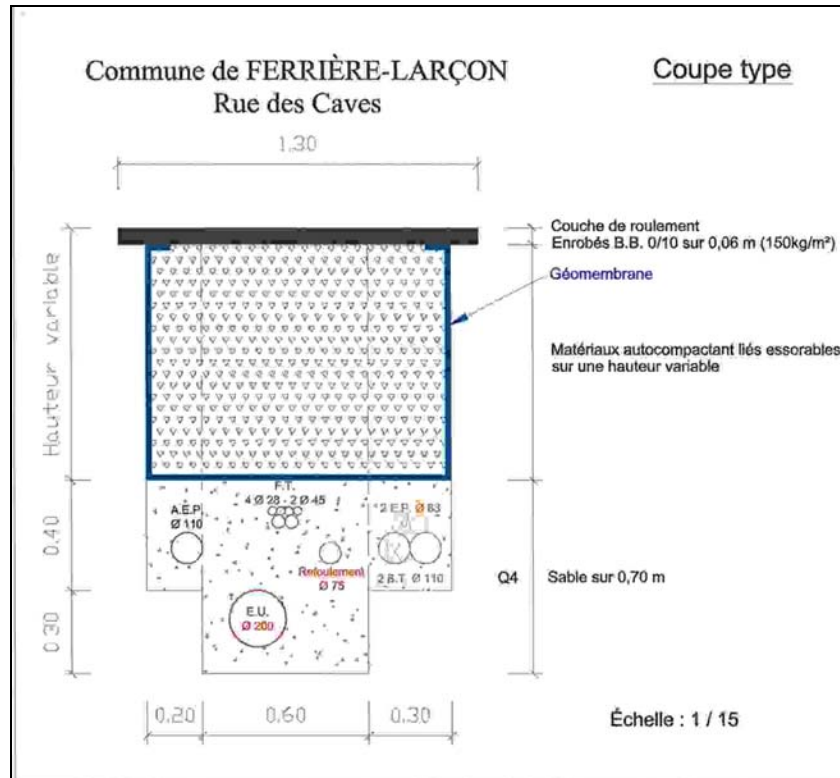 Commune de FERRIÈRE-LARÇON
Rue des Caves
Coupe type
1.30
Couche de roulement
Enrobés B.B. 0/10 sur 0,06 m (150kg/m²)
Géomembrane
Hauteur variable
Matériaux autocompactant liés essorables
sur une hauteur variable
F.T.
4 Ø 28 - 2 Ø 45
A.E.P.
Ø 110
2 E.P. Ø 63
0.40
Refoulement
Ø 75
2 B.T. Ø 110
Q4
Sable sur 0,70 m
E.U.
Ø 200
0.30
0.20
0.60
0.30
Échelle : 1 / 15